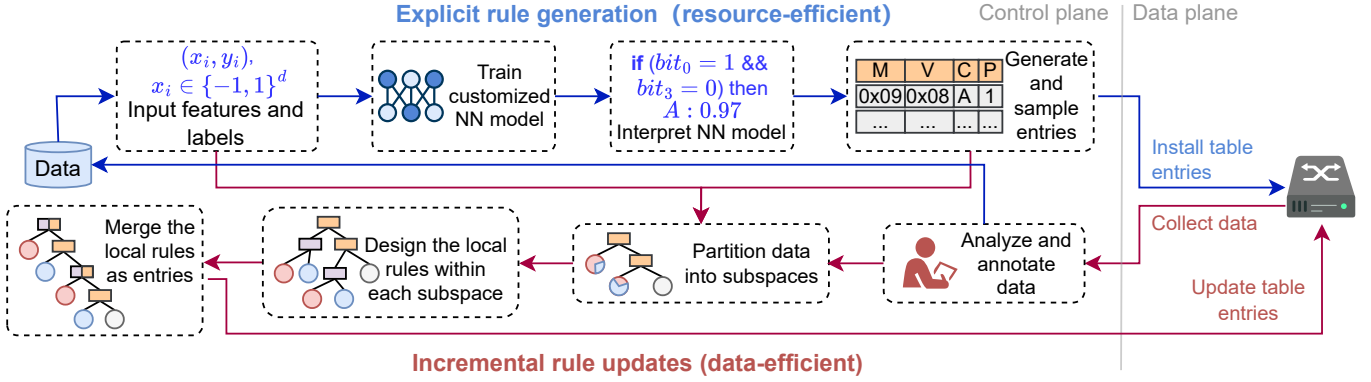 Explicit rule generation (resource-efficient)
Control plane
Data plane
(x_i, y_i),
x_i ∈ {−1, 1}^d
Input features and
labels
Train
customized
NN model
if (bit_0 = 1 &&
bit_3 = 0) then
A : 0.97
Interpret NN model
M V C P
0x09 0x08 A 1
... ... ... ...
Generate
and
sample
entries
Data
Install table
entries
Collect data
Merge the
local rules
as entries
Design the local
rules within
each subspace
Partition data
into subspaces
Analyze and
annotate
data
Update table
entries
Incremental rule updates (data-efficient)